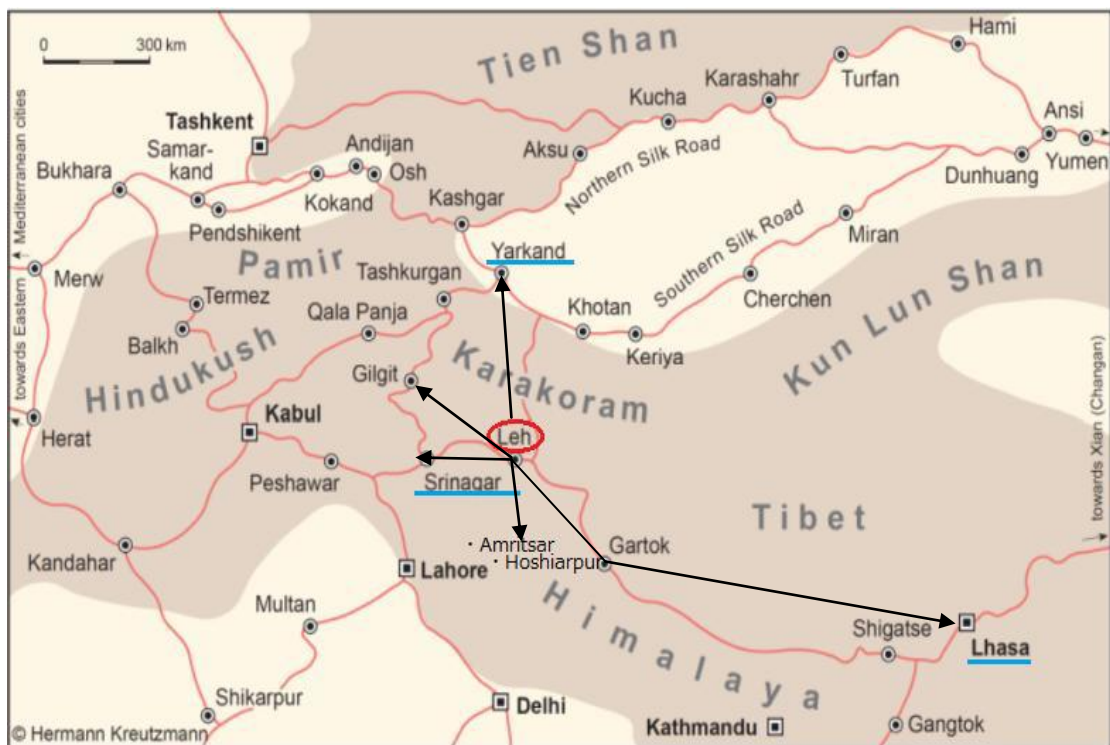 0
300 km
Tien Shan
Hami
Turfan
Karashahr
Kucha
Ansi
Yumen
Dunhuang
Tashkent
Samar-
kand
Andijan
Osh
Aksu
Northern Silk Road
Bukhara
Kokand
Kashgar
Pendshikent
Mediterranean cities
towards Eastern
Merw
Pamir
Yarkand
Tashkurgan
Southern Silk Road
Miran
Cherchen
Termez
Qala Panja
Khotan
Keriya
Kun Lun Shan
Balkh
Hindukush
Gilgit
Karakoram
Herat
Kabul
Leh
Peshawar
Srinagar
Tibet
towards Xian (Changan)
Kandahar
・Amritsar
・Hoshiarpur
Gartok
Lahore
Himalaya
Multan
Shigatse
Lhasa
Shikarpur
Delhi
Kathmandu
Gangtok
© Hermann Kreutzmann